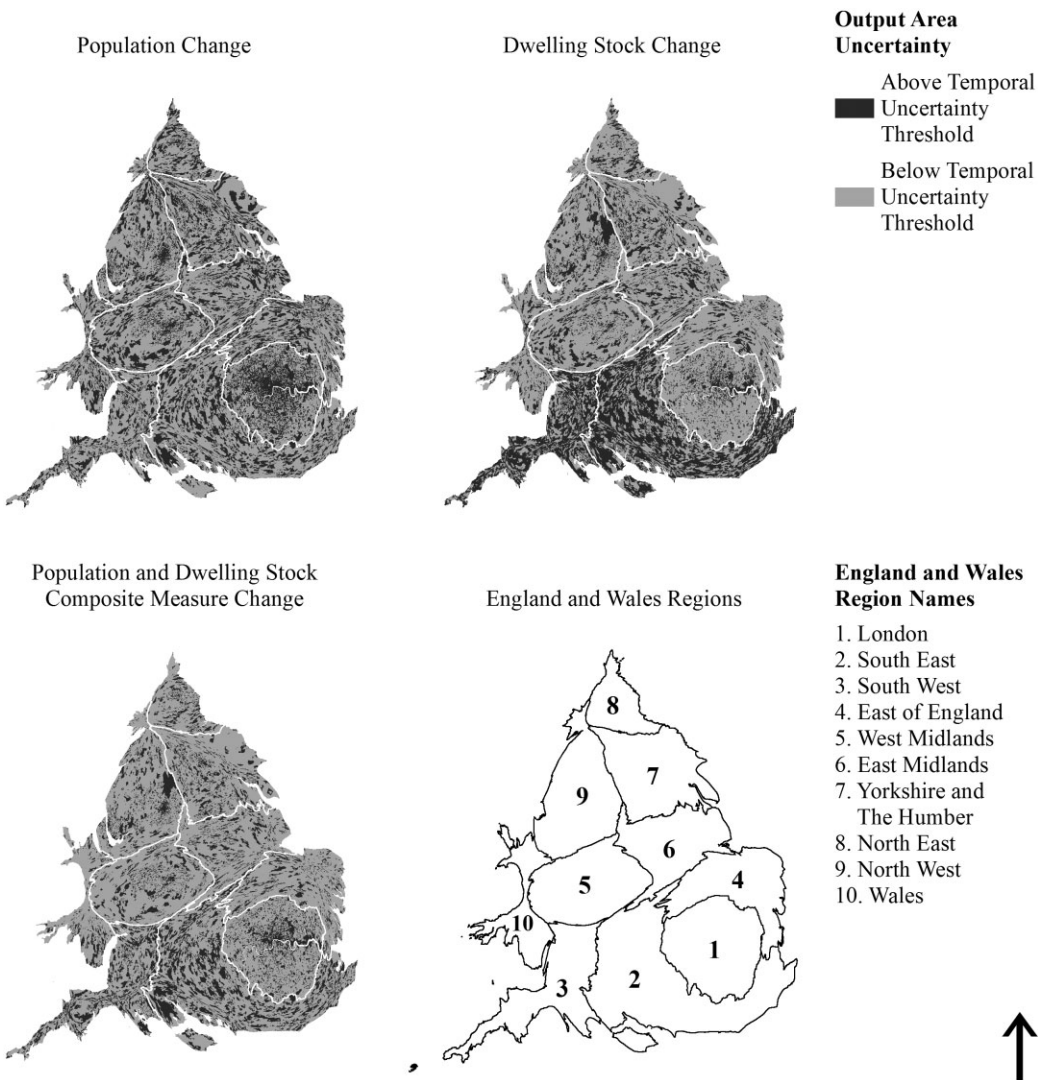 Population Change
Dwelling Stock Change
Output Area
Uncertainty
Above Temporal
Uncertainty
Threshold
Below Temporal
Uncertainty
Threshold
Population and Dwelling Stock
Composite Measure Change
England and Wales Regions
8
7
9
6
5
4
10
1
2
3
England and Wales
Region Names
1. London
2. South East
3. South West
4. East of England
5. West Midlands
6. East Midlands
7. Yorkshire and
The Humber
8. North East
9. North West
10. Wales